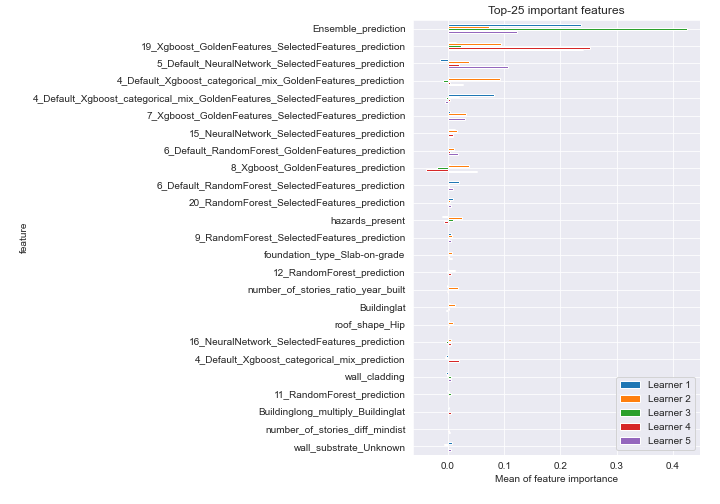 Top-25 important features
Ensemble_prediction
19_Xgboost_GoldenFeatures_SelectedFeatures_prediction
5_Default_NeuralNetwork_SelectedFeatures_prediction
4_Default_Xgboost_categorical_mix_GoldenFeatures_prediction
4_Default_Xgboost_categorical_mix_GoldenFeatures_SelectedFeatures_prediction
7_Xgboost_GoldenFeatures_SelectedFeatures_prediction
15_NeuralNetwork_SelectedFeatures_prediction
6_Default_RandomForest_GoldenFeatures_prediction
8_Xgboost_GoldenFeatures_prediction
6_Default_RandomForest_SelectedFeatures_prediction
20_RandomForest_SelectedFeatures_prediction
hazards_present
9_RandomForest_SelectedFeatures_prediction
foundation_type_Slab-on-grade
12_RandomForest_prediction
number_of_stories_ratio_year_built
Buildinglat
roof_shape_Hip
16_NeuralNetwork_SelectedFeatures_prediction
4_Default_Xgboost_categorical_mix_prediction
wall_cladding
11_RandomForest_prediction
Buildinglong_multiply_Buildinglat
number_of_stories_diff_mindist
wall_substrate_Unknown
feature
Learner 1
Learner 2
Learner 3
Learner 4
Learner 5
0.0 0.1 0.2 0.3 0.4
Mean of feature importance